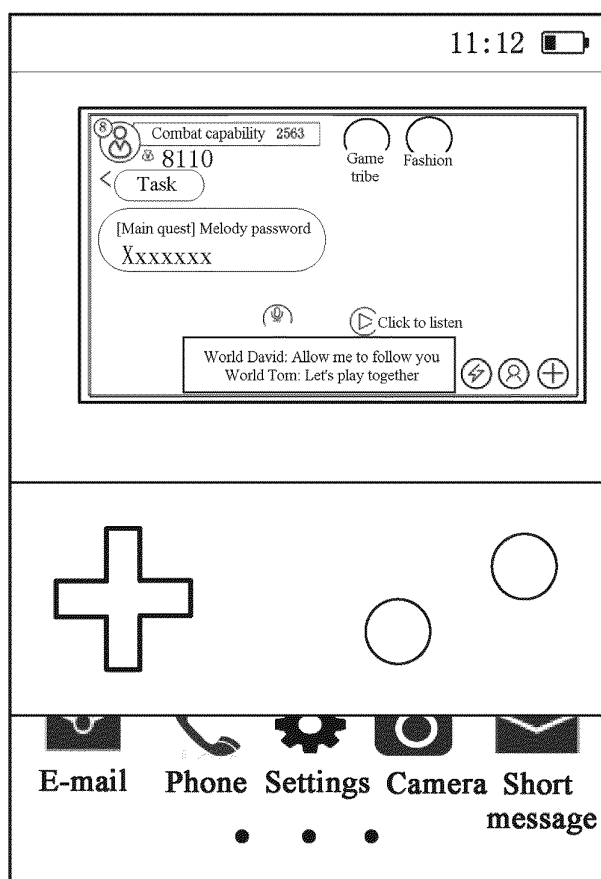 11:12
8
Combat capability 2563
8110
Game
tribe
Fashion
< Task
[Main quest] Melody password
Xxxxxxx
Click to listen
World David: Allow me to follow you
World Tom: Let's play together
E-mail
Phone
Settings
Camera
Short
message